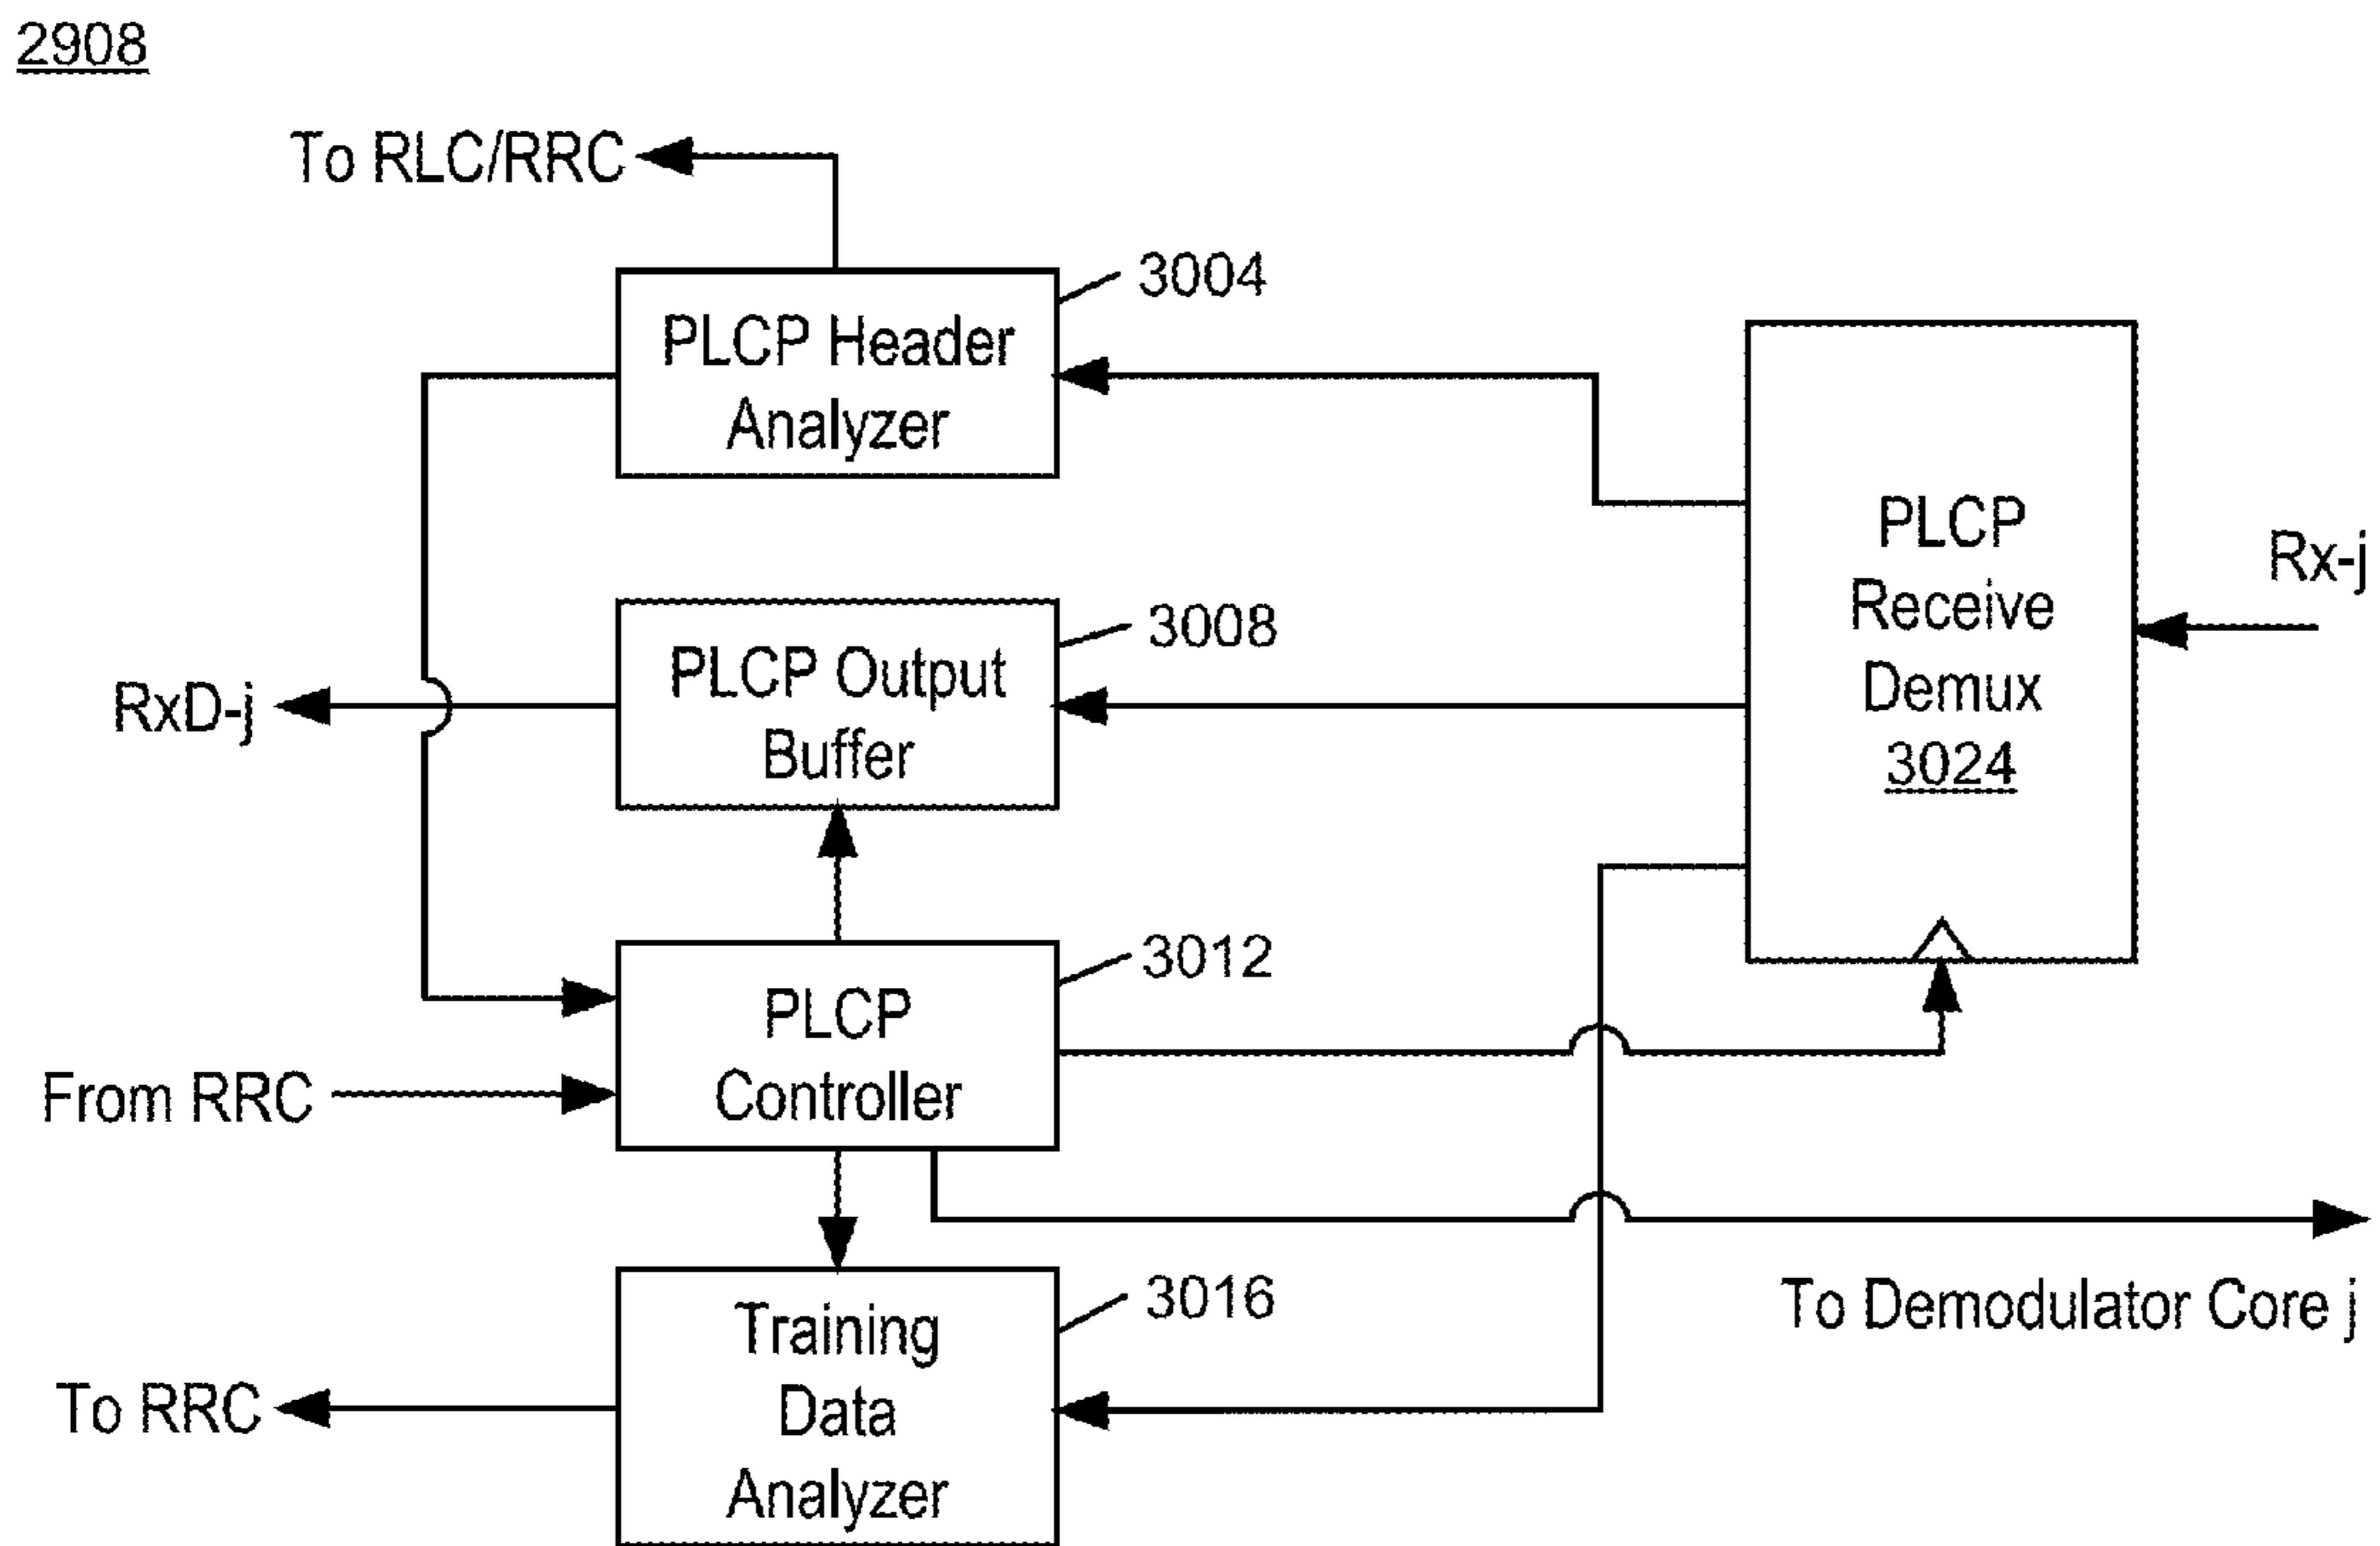 2908
To RLC/RRC
3004
PLCP Header
Analyzer
PLCP
Receive
Demux
3024
Rx-j
3008
PLCP Output
Buffer
RxD-j
3012
PLCP
Controller
From RRC
To Demodulator Core j
3016
Training
Data
Analyzer
To RRC